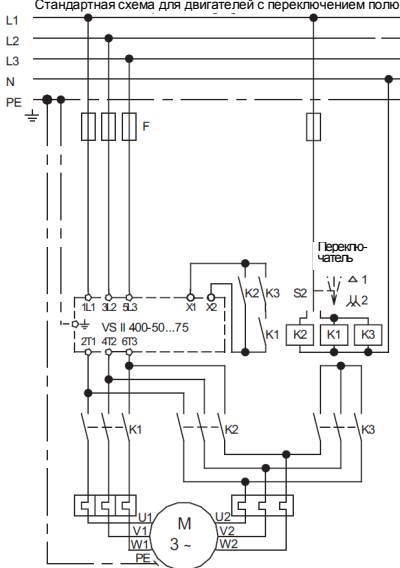 Стандартная схема для двигателей с переключением полю
L1
L2
L3
N
PE
F
Переклю-
чатель
1L1 3L2 5L3 X1 X2
K2 K3
S2
1
2
K1
VS II 400-50...75
K2 K1 K3
2T1 4T2 6T3
K1 K2 K3
U1 U2
V1 V2
W1 W2
M
3 ~
PE